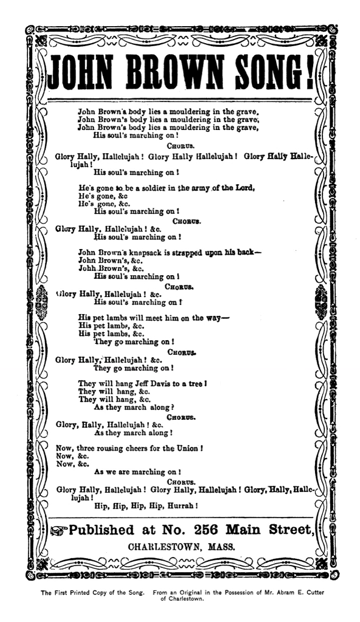 JOHN BROWN SONG!
John Brown's body lies a mouldering in the grave,
John Brown's body lies a mouldering in the grave,
John Brown's body lies a mouldering in the grave,
His soul's marching on!
CHORUS.
Glory Hally, Hallelujah! Glory Hally Hallelujah! Glory Hally Halle-
lujah!
His soul's marching on!
He's gone to be a soldier in the army of the Lord,
He's gone, &c
He's gone, &c.
His soul's marching on!
CHORUS.
Glory Hally, Hallelujah! &c.
His soul's marching on!
John Brown's knapsack is strapped upon his back—
John Brown's, &c.
John Brown's, &c.
His soul's marching on!
CHORUS.
Glory Hally, Hallelujah! &c.
His soul's marching on!
His pet lambs will meet him on the way—
His pet lambs, &c.
His pet lambs, &c.
They go marching on!
CHORUS.
Glory Hally, Hallelujah! &c.
They go marching on!
They will hang Jeff Davis to a tree!
They will hang, &c.
They will hang, &c.
As they march along?
CHORUS.
Glory, Hally, Hallelujah! &c.
As they march along!
Now, three rousing cheers for the Union!
Now, &c.
Now, &c.
As we are marching on!
CHORUS.
Glory Hally, Hallelujah! Glory Hally, Hallelujah! Glory, Hally, Halle-
lujah!
Hip, Hip, Hip, Hip, Hurrah!
Published at No. 256 Main Street,
CHARLESTOWN, MASS.
The First Printed Copy of the Song. From an Original in the Possession of Mr. Abram E. Cutter
of Charlestown.